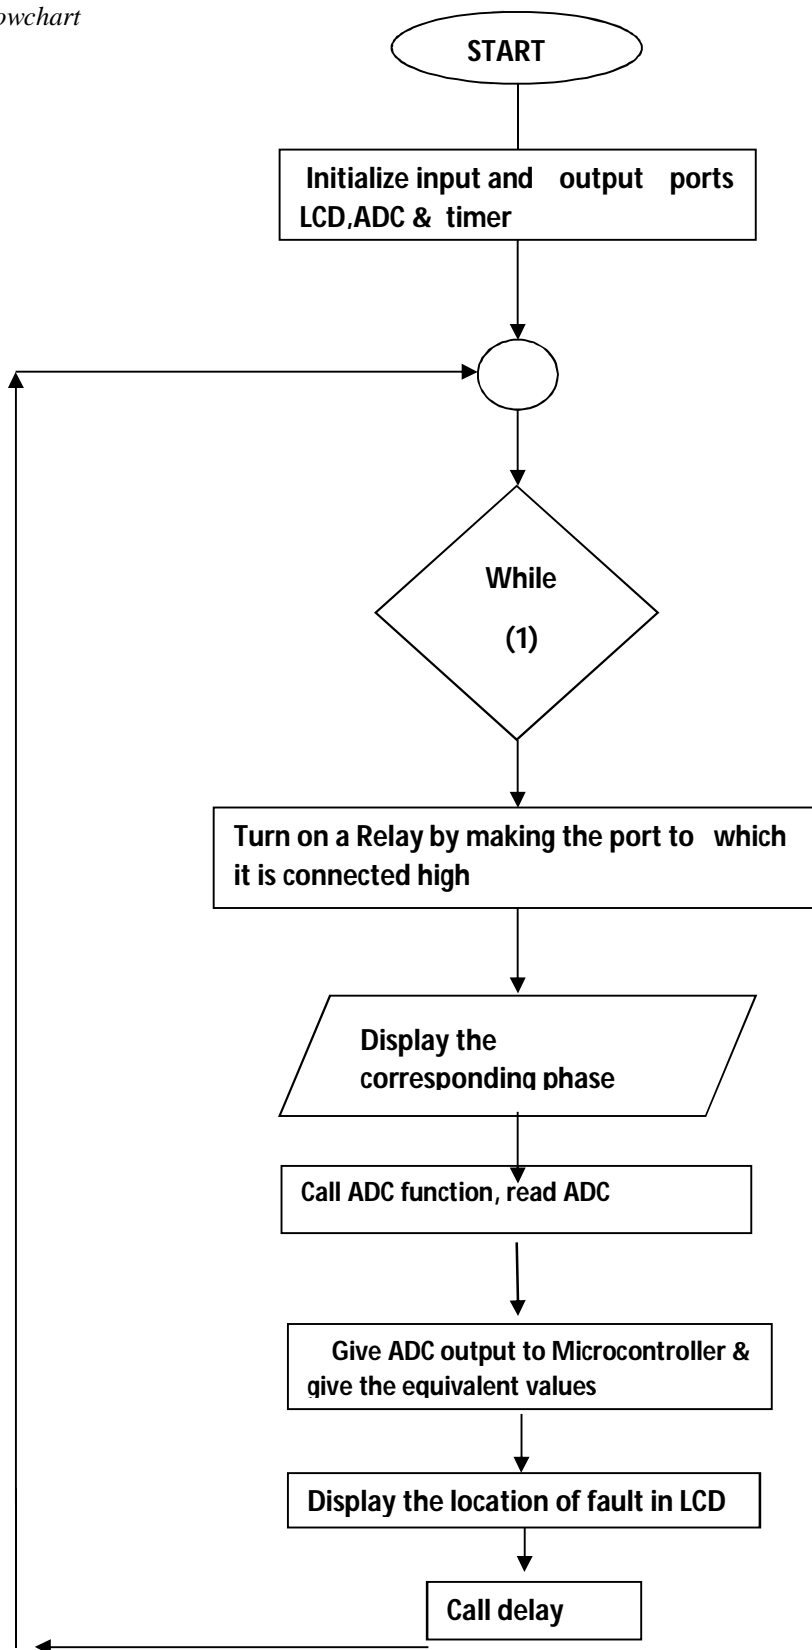 owchart
START
Initialize input and output ports
LCD,ADC & timer
While
(1)
Turn on a Relay by making the port to which
it is connected high
Display the
corresponding phase
Call ADC function, read ADC
Give ADC output to Microcontroller &
give the equivalent values
Display the location of fault in LCD
Call delay